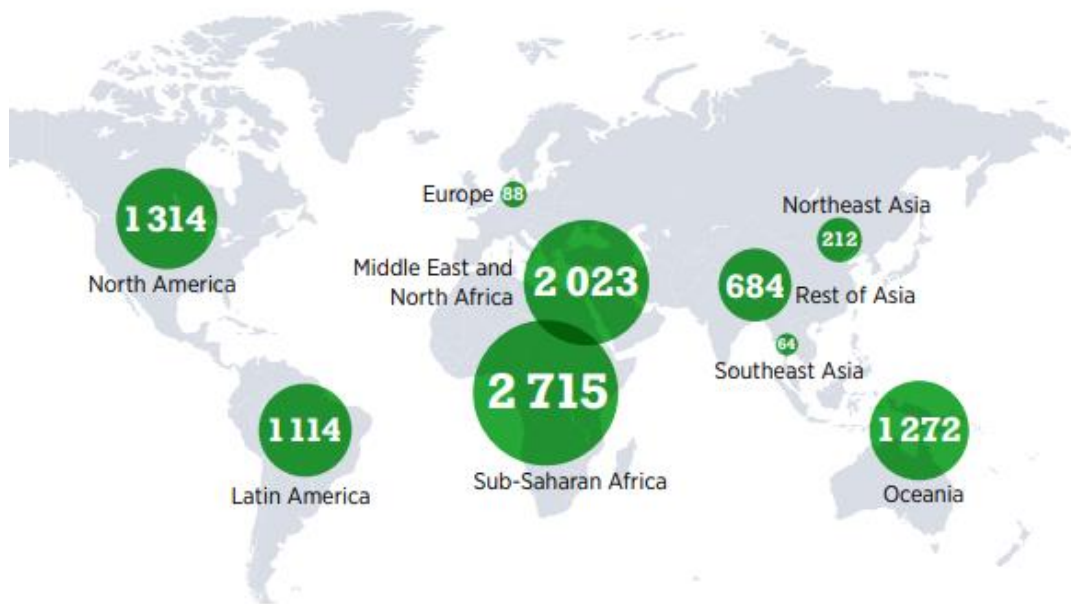 1 314
North America
Europe 88
Northeast Asia
212
Middle East and
North Africa
2 023
684 Rest of Asia
64
Southeast Asia
2 715
Sub-Saharan Africa
1 114
Latin America
1 272
Oceania